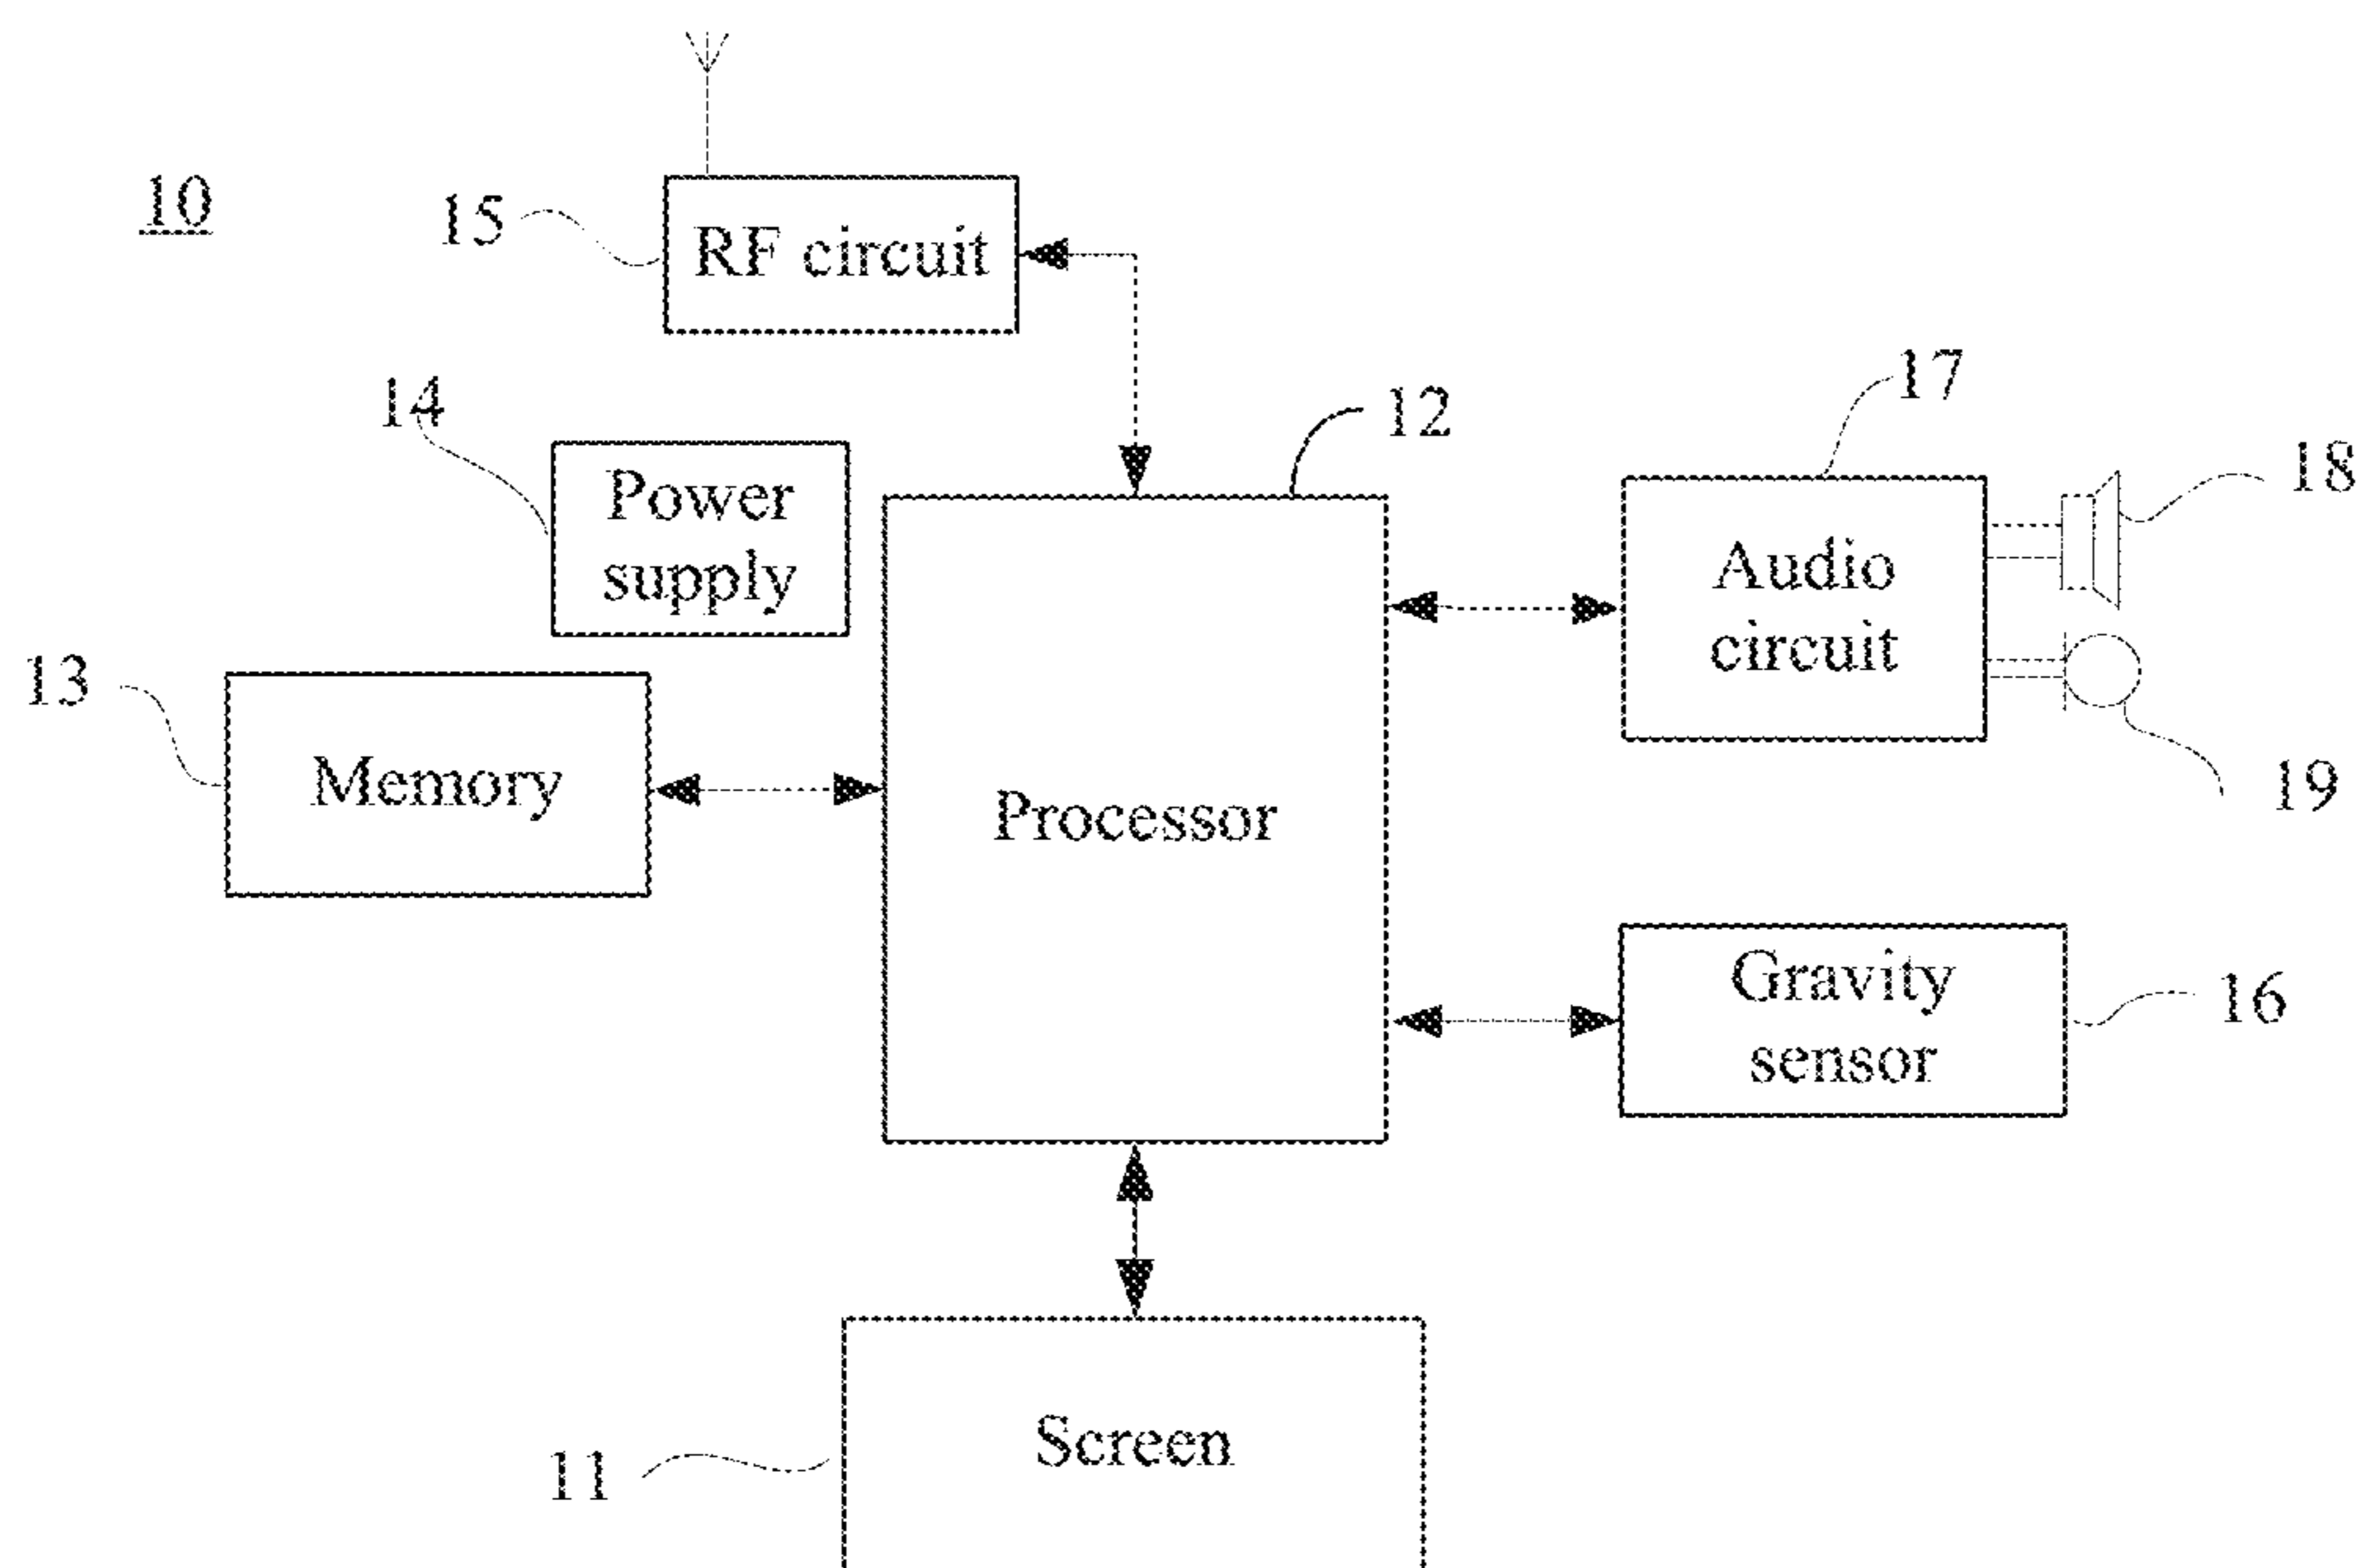 10
15
RF circuit
14
Power
supply
12
17
18
Audio
circuit
13
Memory
Processor
19
Gravity
sensor
16
Screen
11